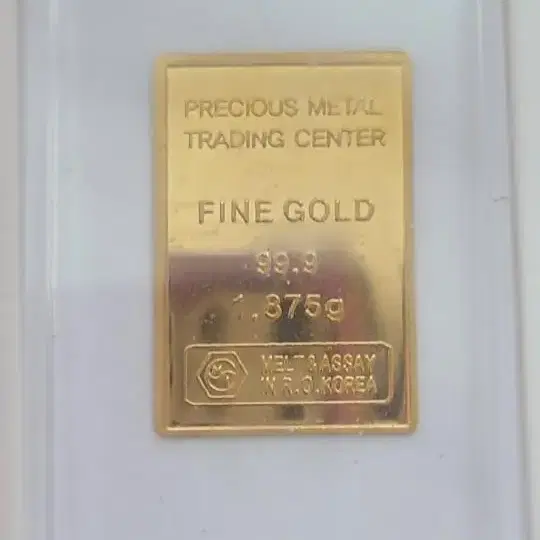 PRECIOUS METAL
TRADING CENTER
FINE GOLD
99.9
1.875g
MELT & ASSAY
IN R.O.KOREA